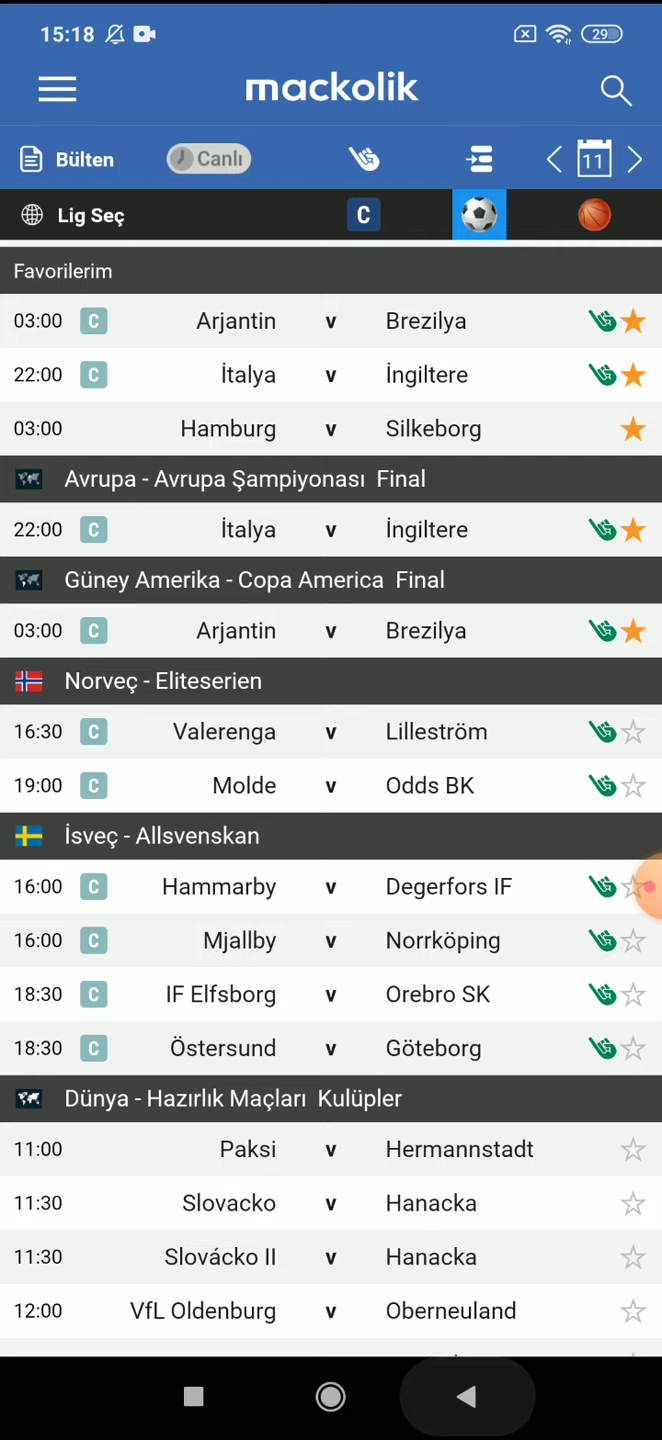 15:18 29
mackolik
Bülten Canlı 11
Lig Seç C
Favorilerim
03:00 C Arjantin v Brezilya
22:00 C İtalya v İngiltere
03:00 Hamburg v Silkeborg
Avrupa - Avrupa Şampiyonası Final
22:00 C İtalya v İngiltere
Güney Amerika - Copa America Final
03:00 C Arjantin v Brezilya
Norveç - Eliteserien
16:30 C Valerenga v Lilleström
19:00 C Molde v Odds BK
İsveç - Allsvenskan
16:00 C Hammarby v Degerfors IF
16:00 C Mjallby v Norrköping
18:30 C IF Elfsborg v Orebro SK
18:30 C Östersund v Göteborg
Dünya - Hazırlık Maçları Kulüpler
11:00 Paksi v Hermannstadt
11:30 Slovacko v Hanacka
11:30 Slovácko II v Hanacka
12:00 VfL Oldenburg v Oberneuland